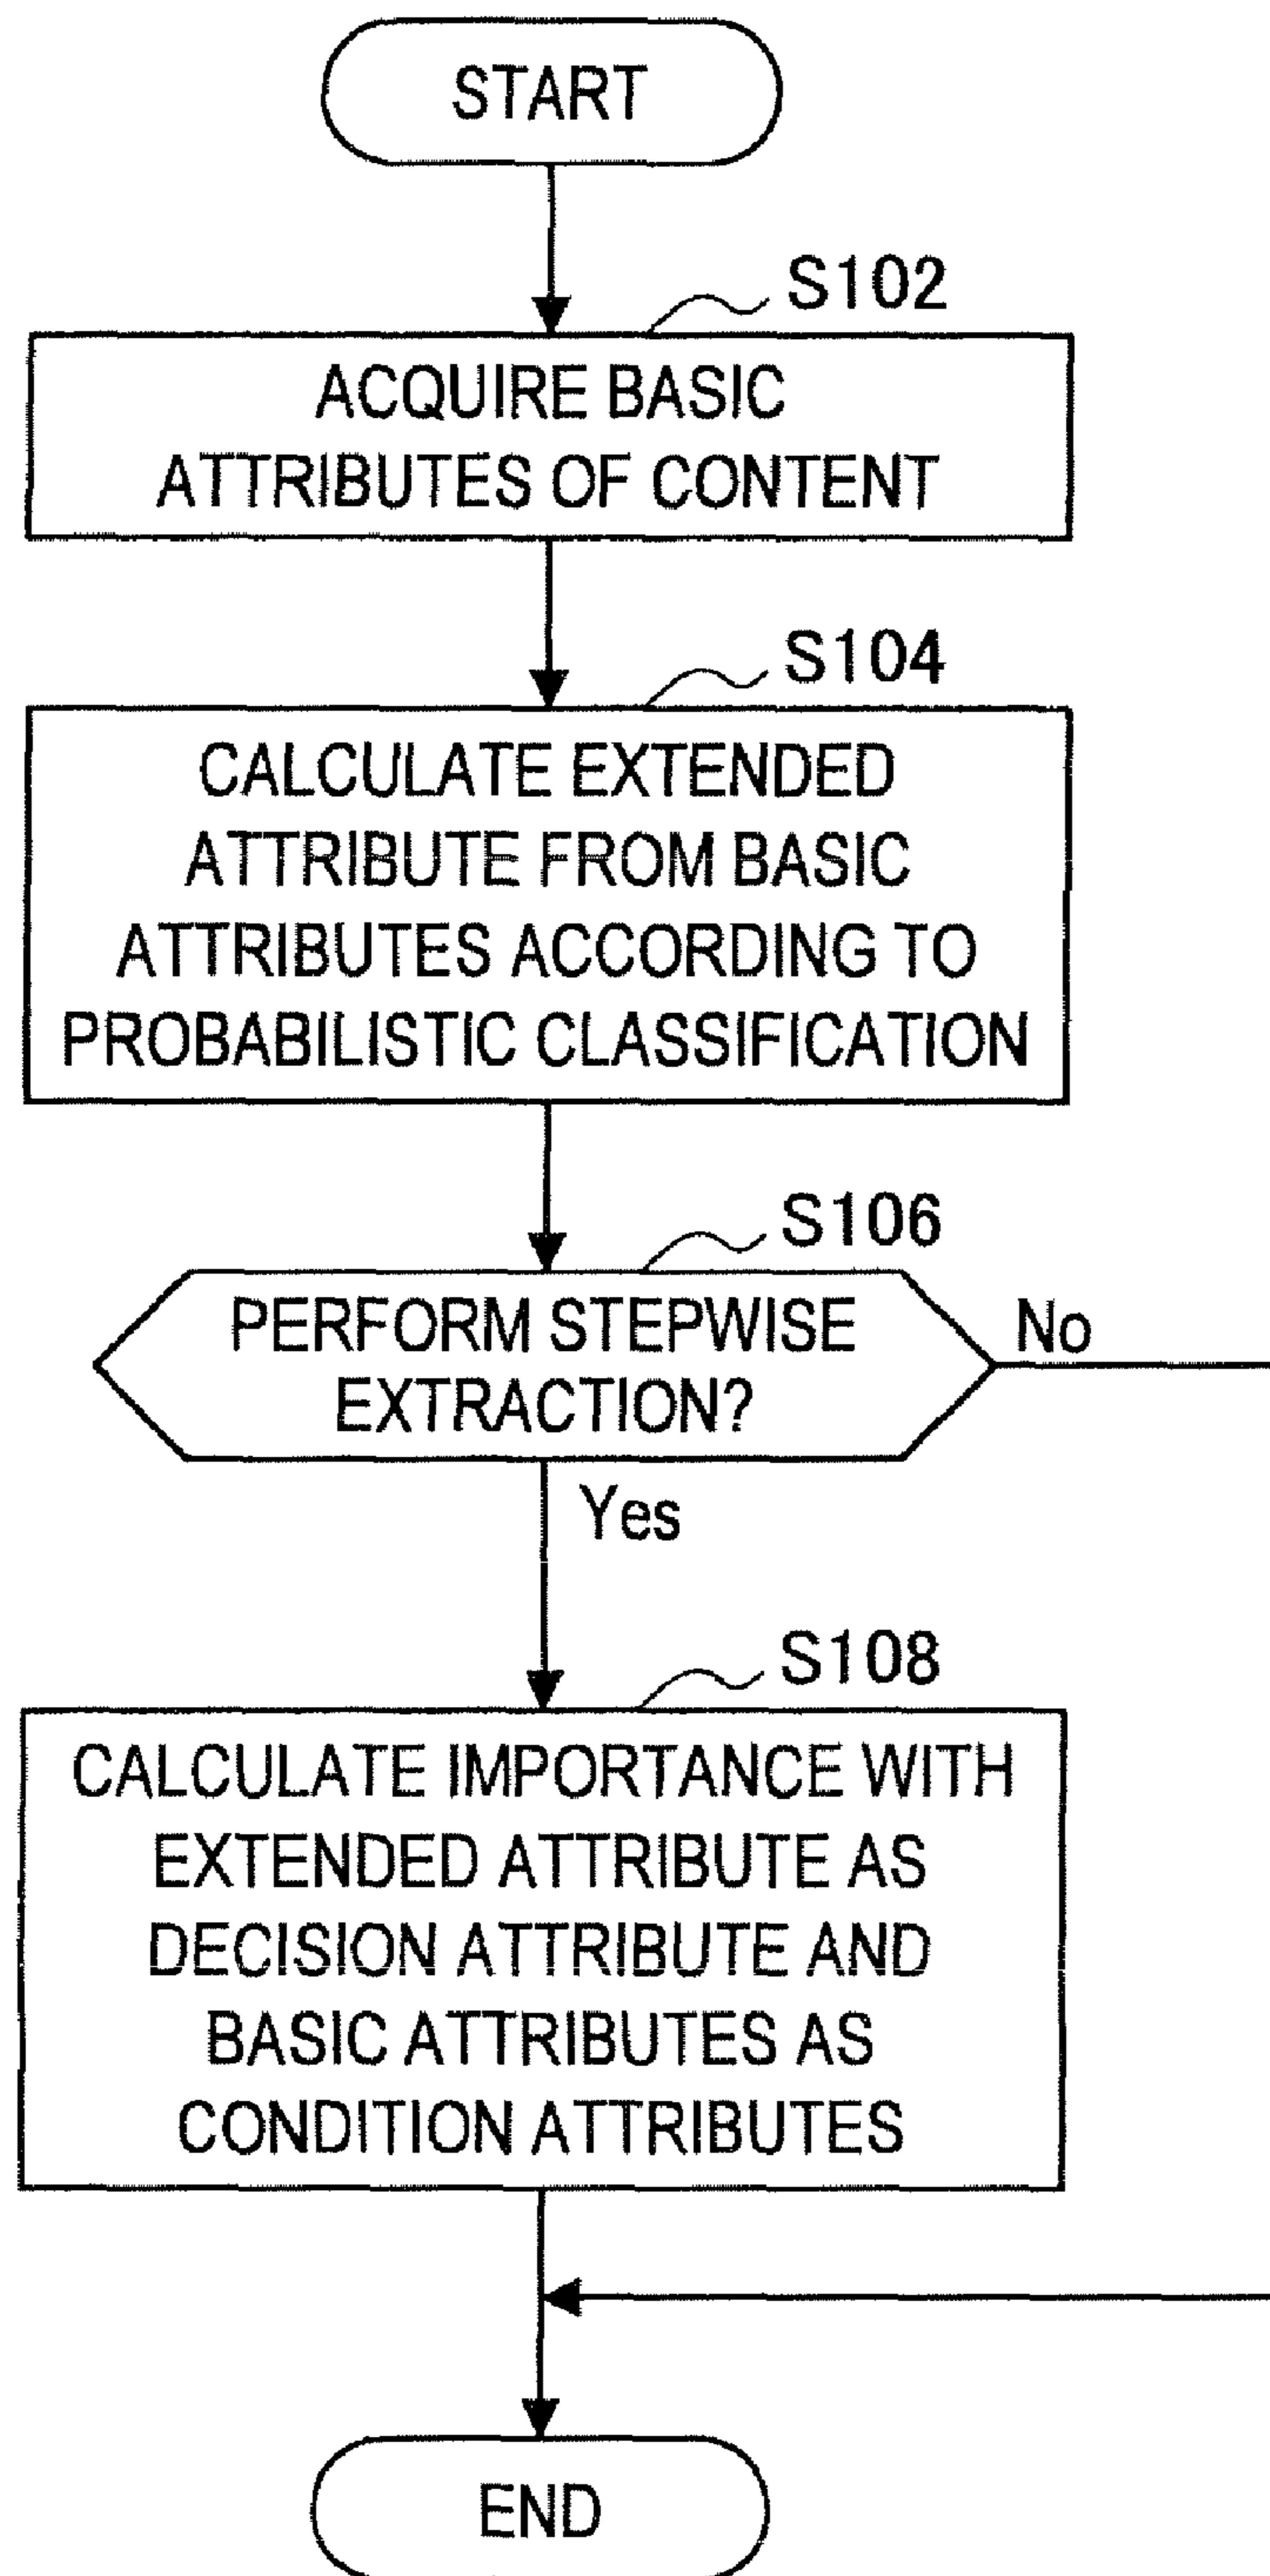 START
S102
ACQUIRE BASIC
ATTRIBUTES OF CONTENT
S104
CALCULATE EXTENDED
ATTRIBUTE FROM BASIC
ATTRIBUTES ACCORDING TO
PROBABILISTIC CLASSIFICATION
S106
PERFORM STEPWISE
EXTRACTION?
No
Yes
S108
CALCULATE IMPORTANCE WITH
EXTENDED ATTRIBUTE AS
DECISION ATTRIBUTE AND
BASIC ATTRIBUTES AS
CONDITION ATTRIBUTES
END